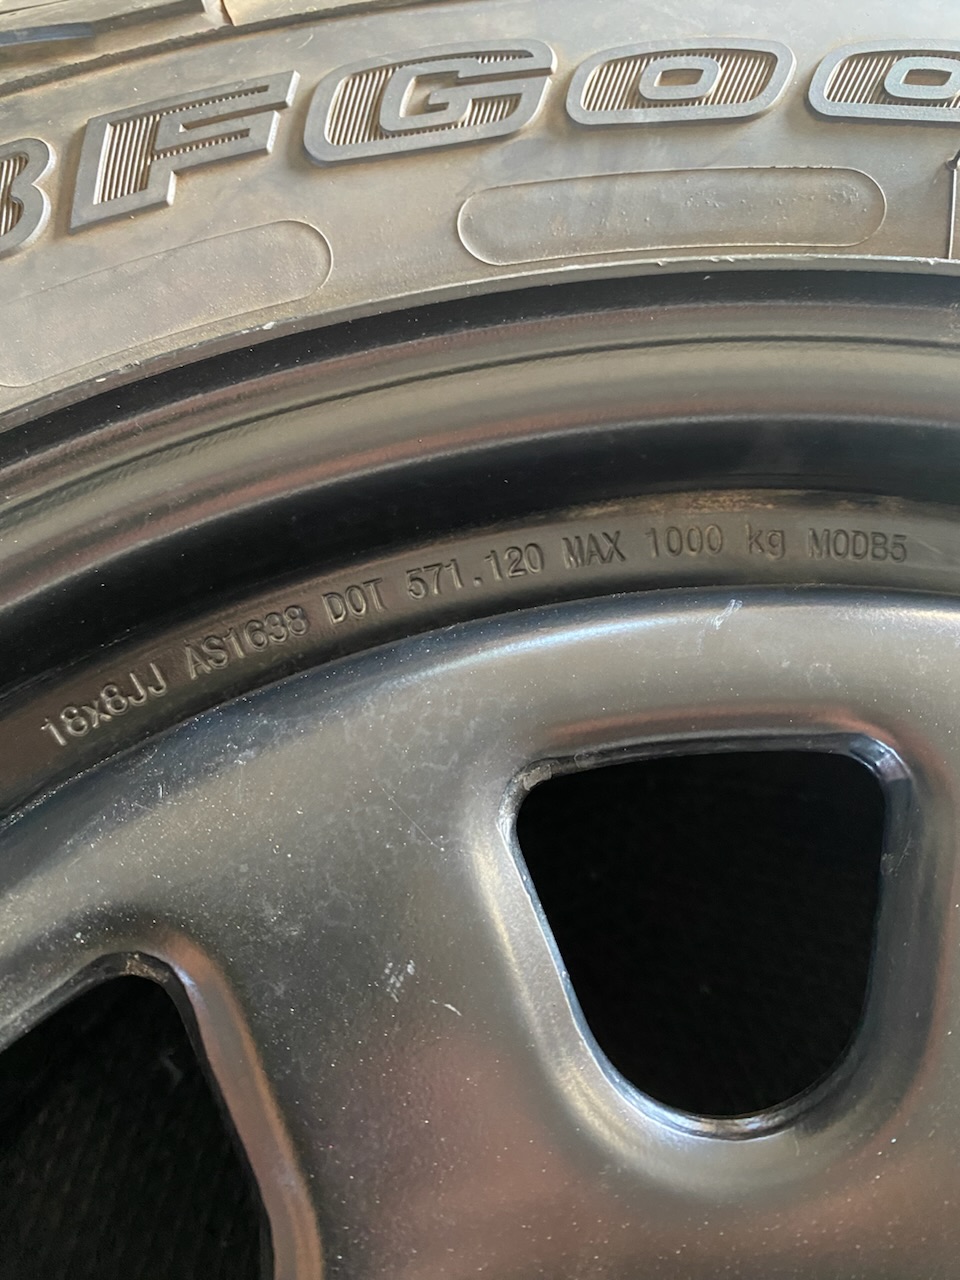 BFGOO
18x8JJ AS1638 DOT 571.120 MAX 1000 kg MODB5